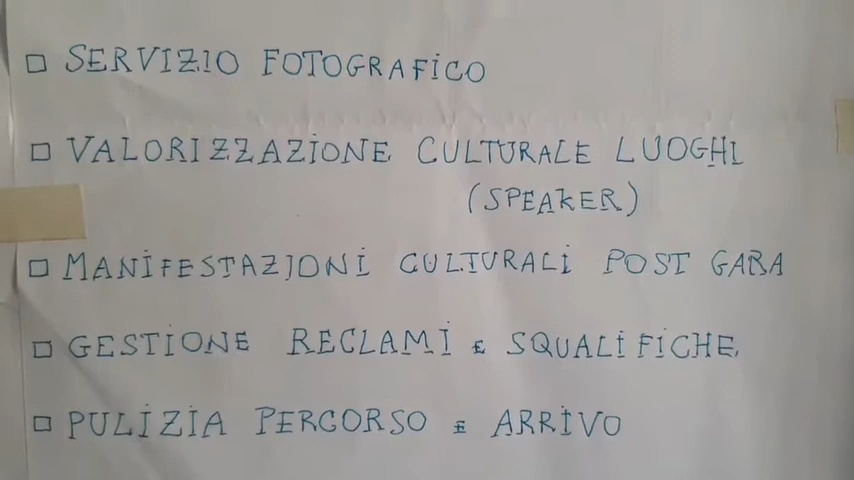 □ SERVIZIO FOTOGRAFICO
□ VALORIZZAZIONE CULTURALE LUOGHI
(SPEAKER)
□ MANIFESTAZIONI CULTURALI POST GARA
□ GESTIONE RECLAMI E SQUALIFICHE
□ PULIZIA PERCORSO E ARRIVO